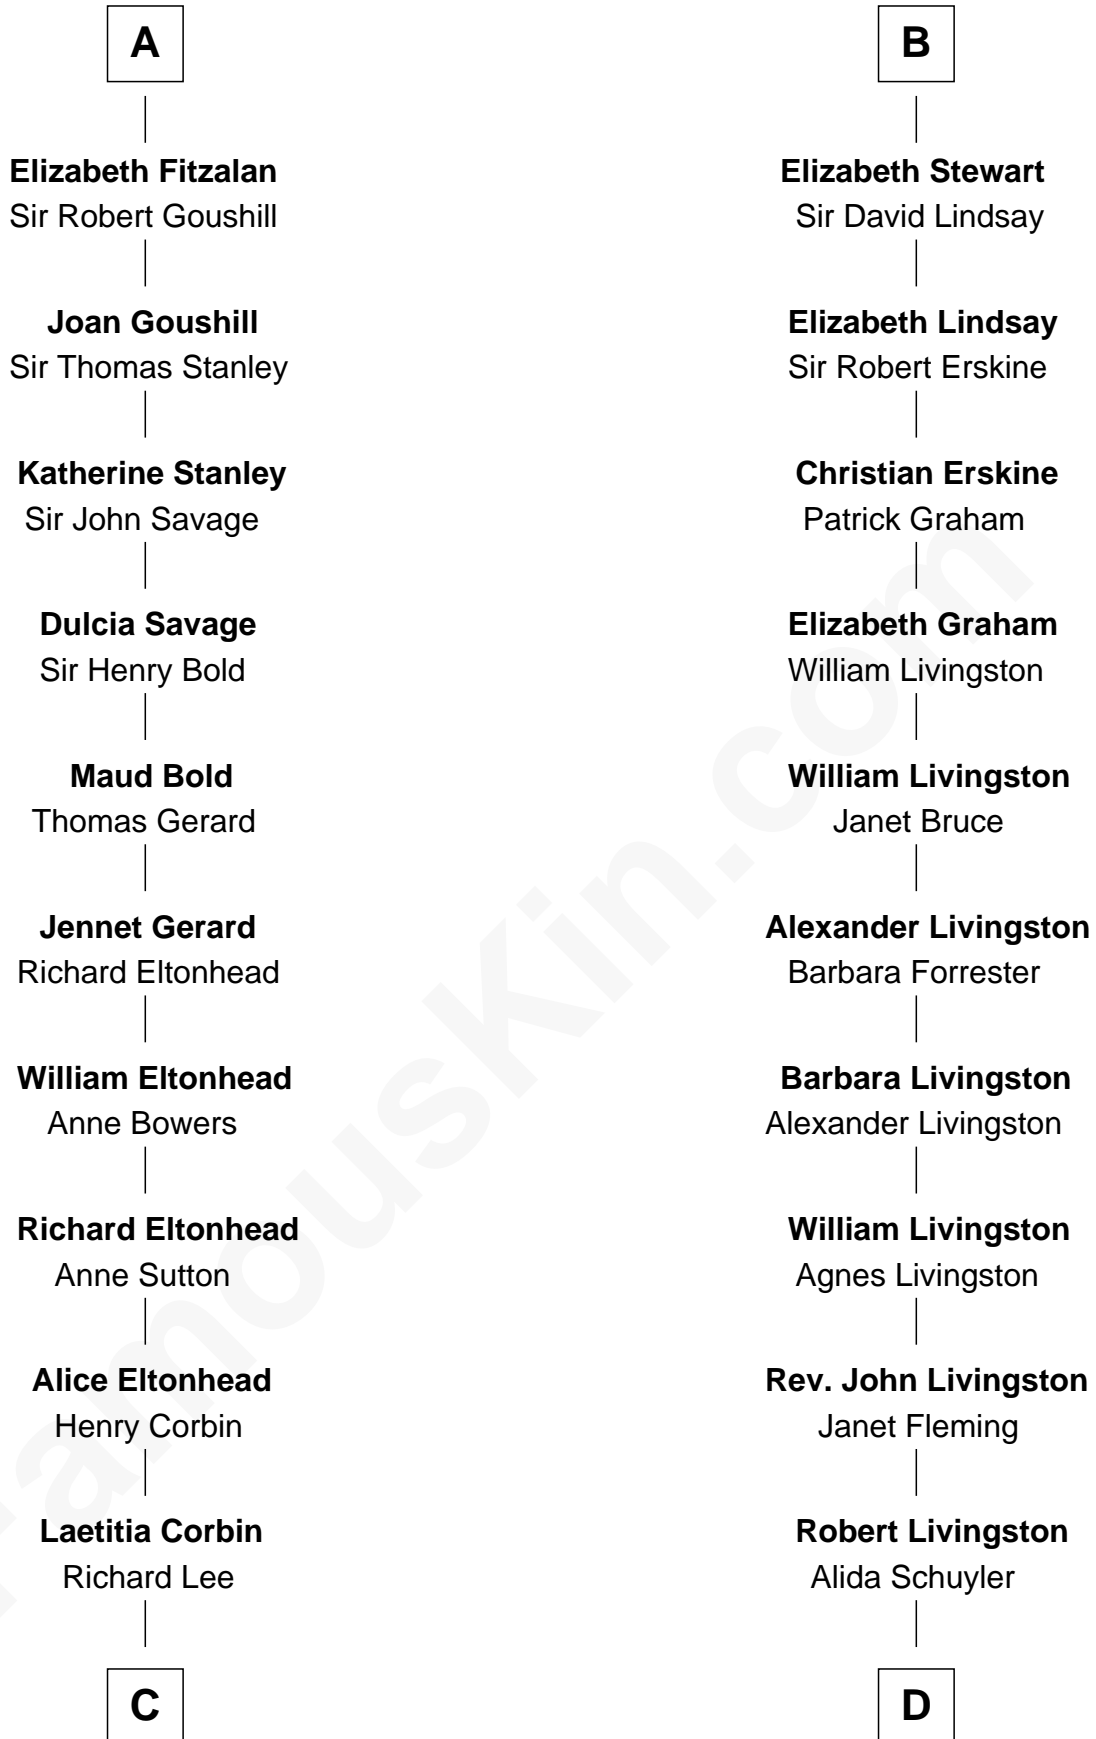 A
Elizabeth Fitzalan
Sir Robert Goushill
Joan Goushill
Sir Thomas Stanley
Katherine Stanley
Sir John Savage
Dulcia Savage
Sir Henry Bold
Maud Bold
Thomas Gerard
Jennet Gerard
Richard Eltonhead
William Eltonhead
Anne Bowers
Richard Eltonhead
Anne Sutton
Alice Eltonhead
Henry Corbin
Laetitia Corbin
Richard Lee
C
B
Elizabeth Stewart
Sir David Lindsay
Elizabeth Lindsay
Sir Robert Erskine
Christian Erskine
Patrick Graham
Elizabeth Graham
William Livingston
William Livingston
Janet Bruce
Alexander Livingston
Barbara Forrester
Barbara Livingston
Alexander Livingston
William Livingston
Agnes Livingston
Rev. John Livingston
Janet Fleming
Robert Livingston
Alida Schuyler
D
FamousKin.com